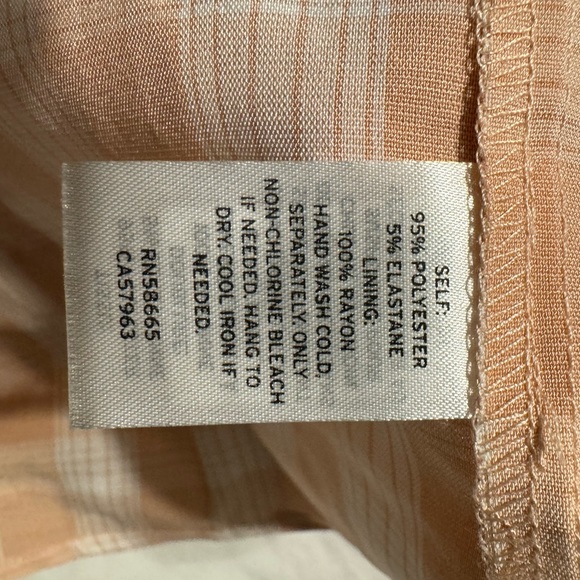 SELF:
95% POLYESTER
5% ELASTANE
LINING:
100% RAYON
HAND WASH COLD.
SEPARATELY. ONLY
NON-CHLORINE BLEACH
IF NEEDED. HANG TO
DRY. COOL IRON IF
NEEDED.
RN58665
CA57963